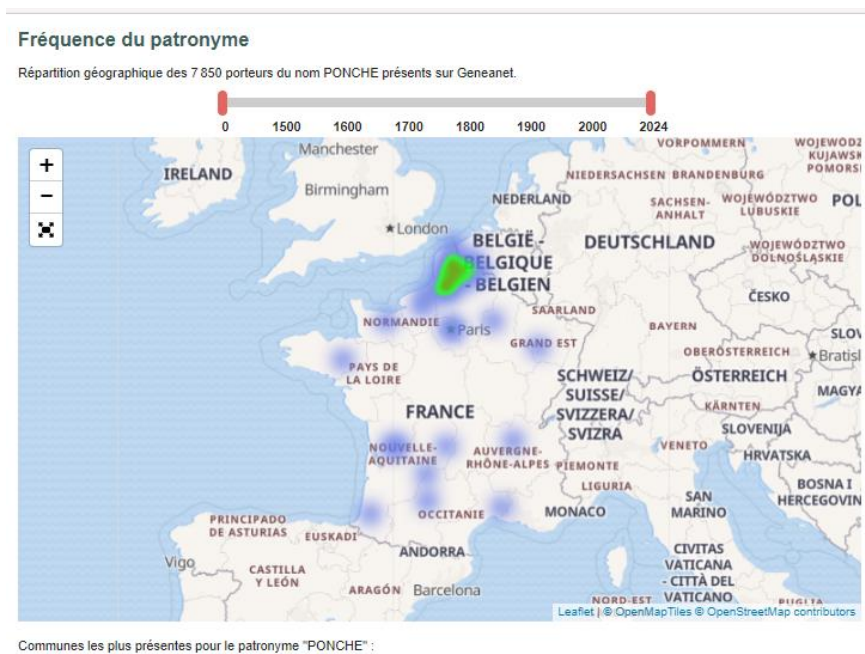 Fréquence du patronyme
Répartition géographique des 7 850 porteurs du nom PONCHE présents sur Geneanet.
0 1500 1600 1700 1800 1900 2000 2024
+
−
Manchester
IRELAND
Birmingham
London
NEDERLAND
VORPOMMERN
NIEDERSACHSEN BRANDENBURG
SACHSEN-
ANHALT
WOJEWÓDZTWO
LUBUSKIE
POL
BELGIË -
BELGIQUE
- BELGIEN
DEUTSCHLAND
WOJEWÓDZTWO
DOLNOŚLĄSKIE
ČESKO
SAARLAND
NORMANDIE
Paris
GRAND EST
BAYERN
SLOV
OBERÖSTERREICH
Bratisl
PAYS DE
LA LOIRE
SCHWEIZ/
SUISSE/
SVIZZERA/
SVIZRA
ÖSTERREICH
MAGYA
KÄRNTEN
FRANCE
SLOVENIJA
NOUVELLE-
AQUITAINE
AUVERGNE-
RHÔNE-ALPES
PIEMONTE
VENETO
HRVATSKA
LIGURIA
BOSNA I
HERCEGOVIN
SAN
MARINO
MONACO
OCCITANIE
PRINCIPADO
DE ASTURIAS
EUSKADI
ANDORRA
Vigo
CASTILLA
Y LEÓN
ARAGÓN
Barcelona
CIVITAS
VATICANA
- CITTÀ DEL
VATICANO
NORD-EST
PUGLIA
Leaflet | © OpenMapTiles © OpenStreetMap contributors
Communes les plus présentes pour le patronyme "PONCHE" :